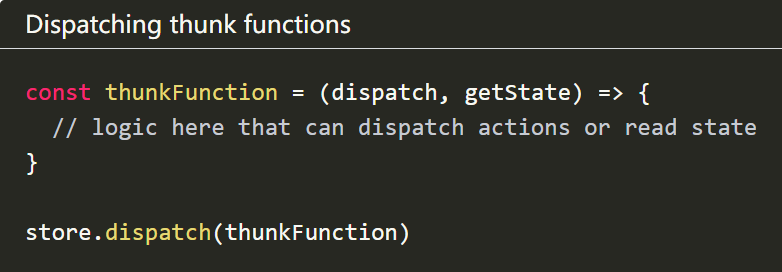 Dispatching thunk functions
const thunkFunction = (dispatch, getState) => {
  // logic here that can dispatch actions or read state
}
store.dispatch(thunkFunction)